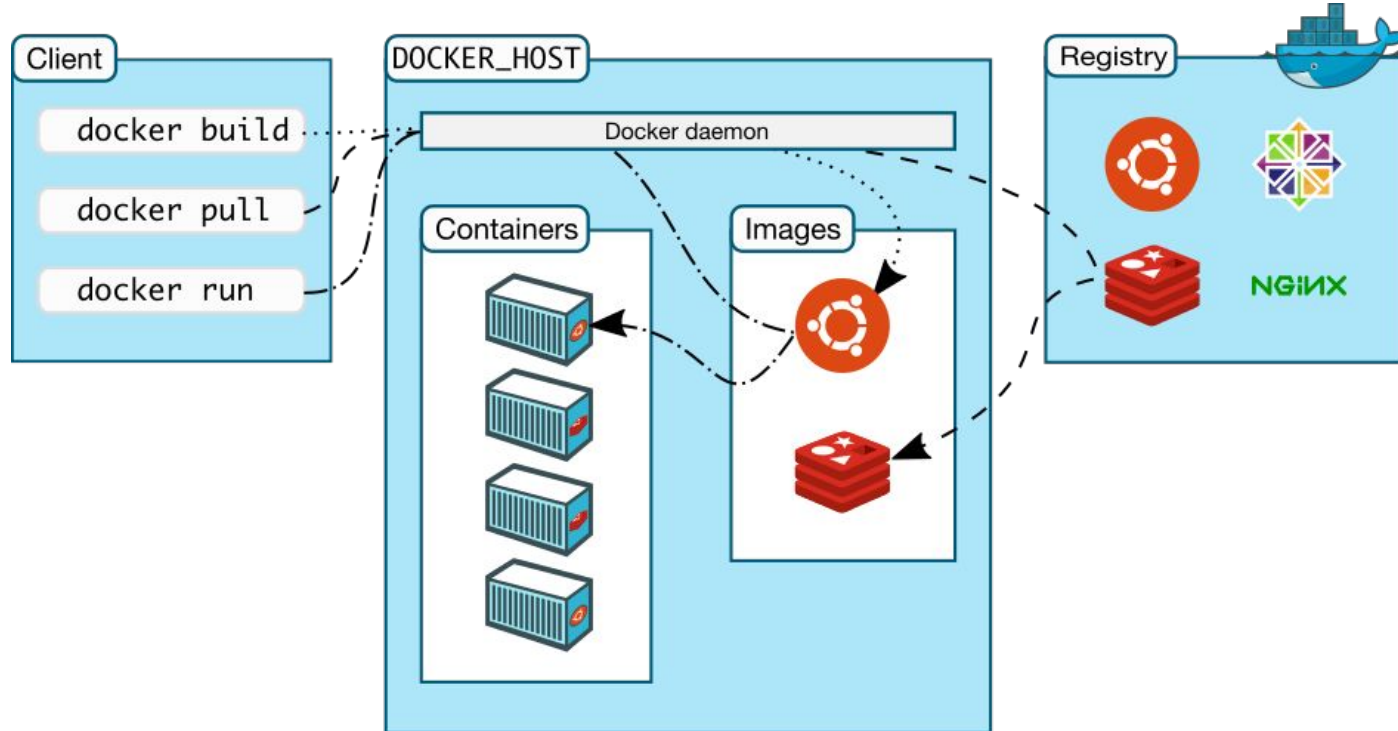 Client
docker build
docker pull
docker run
DOCKER_HOST
Docker daemon
Containers
Images
Registry
NGiNX